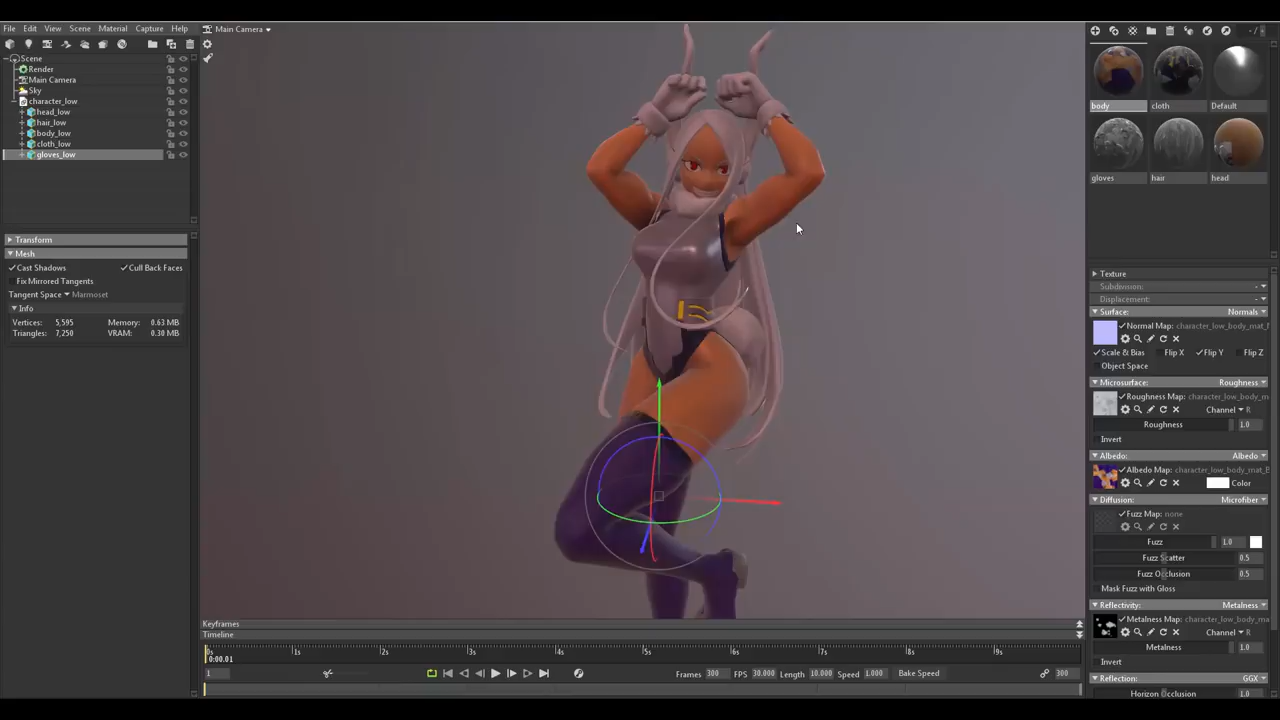 File Edit View Scene Material Capture Help
Main Camera
Scene
Render
Main Camera
Sky
character_low
head_low
hair_low
body_low
cloth_low
gloves_low
Transform
Mesh
Cast Shadows Cull Back Faces
Fix Mirrored Tangents
Tangent Space Marmoset
Info
Vertices: 5,595 Memory: 0.63 MB
Triangles: 7,250 VRAM: 0.30 MB
Keyframes
Timeline
0s 1s 2s 3s 4s 5s 6s 7s 8s 9s
0:00.01
1 Frames 300 FPS 30.000 Length 10.000 Speed 1.000 Bake Speed 300
- /
body cloth Default
gloves hair head
Texture
Subdivision: -
Displacement: -
Surface: Normals
Normal Map: character_low_body_mat_
Scale & Bias Flip X Flip Y Flip Z
Object Space
Microsurface: Roughness
Roughness Map: character_low_body_m
Channel R
Roughness 1.0
Invert
Albedo: Albedo
Albedo Map: character_low_body_mat_B
Color
Diffusion: Microfiber
Fuzz Map: none
Fuzz 1.0
Fuzz Scatter 0.5
Fuzz Occlusion 0.5
Mask Fuzz with Gloss
Reflectivity: Metalness
Metalness Map: character_low_body_ma
Channel R
Metalness 1.0
Invert
Reflection: GGX
Horizon Occlusion 1.0